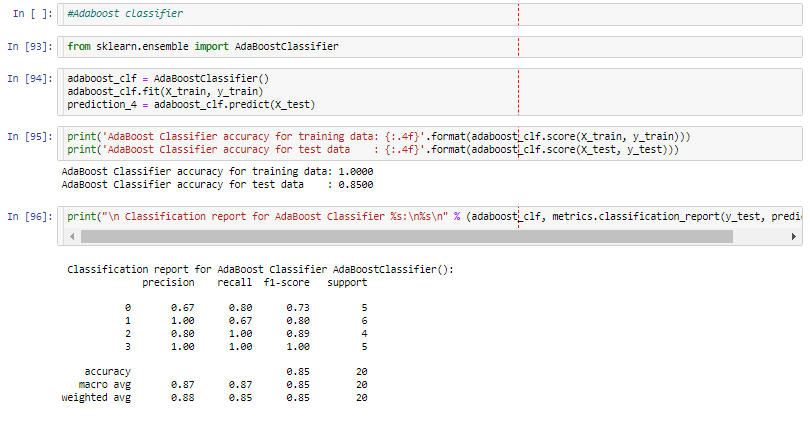 In [ ]: #Adaboost classifier
In [93]: from sklearn.ensemble import AdaBoostClassifier
In [94]: adaboost_clf = AdaBoostClassifier()
adaboost_clf.fit(X_train, y_train)
prediction_4 = adaboost_clf.predict(X_test)
In [95]: print('AdaBoost Classifier accuracy for training data: {:.4f}'.format(adaboost_clf.score(X_train, y_train)))
print('AdaBoost Classifier accuracy for test data    : {:.4f}'.format(adaboost_clf.score(X_test, y_test)))
AdaBoost Classifier accuracy for training data: 1.0000
AdaBoost Classifier accuracy for test data    : 0.8500
In [96]: print("\n Classification report for AdaBoost Classifier %s:\n%s\n" % (adaboost_clf, metrics.classification_report(y_test, predi
Classification report for AdaBoost Classifier AdaBoostClassifier():
precision recall f1-score support
0 0.67 0.80 0.73 5
1 1.00 0.67 0.80 6
2 0.80 1.00 0.89 4
3 1.00 1.00 1.00 5
accuracy 0.85 20
macro avg 0.87 0.87 0.85 20
weighted avg 0.88 0.85 0.85 20